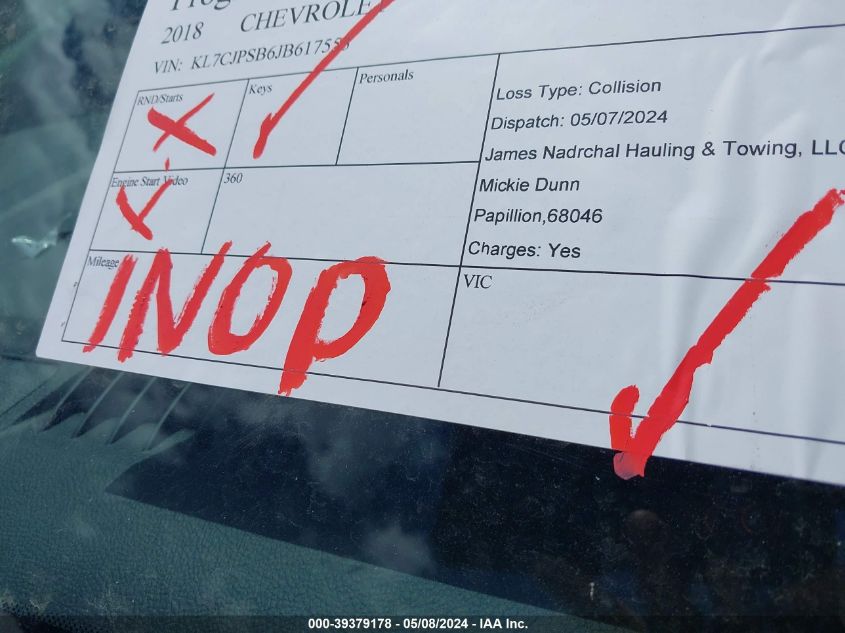 2018 CHEVROLE
VIN: KL7CJPSB6JB61755
RND/Starts
Keys
Personals
Engine Start Video
360
Mileage
INOP
Loss Type: Collision
Dispatch: 05/07/2024
James Nadrchal Hauling & Towing, LLC
Mickie Dunn
Papillion,68046
Charges: Yes
VIC
000-39379178 - 05/08/2024 - IAA Inc.